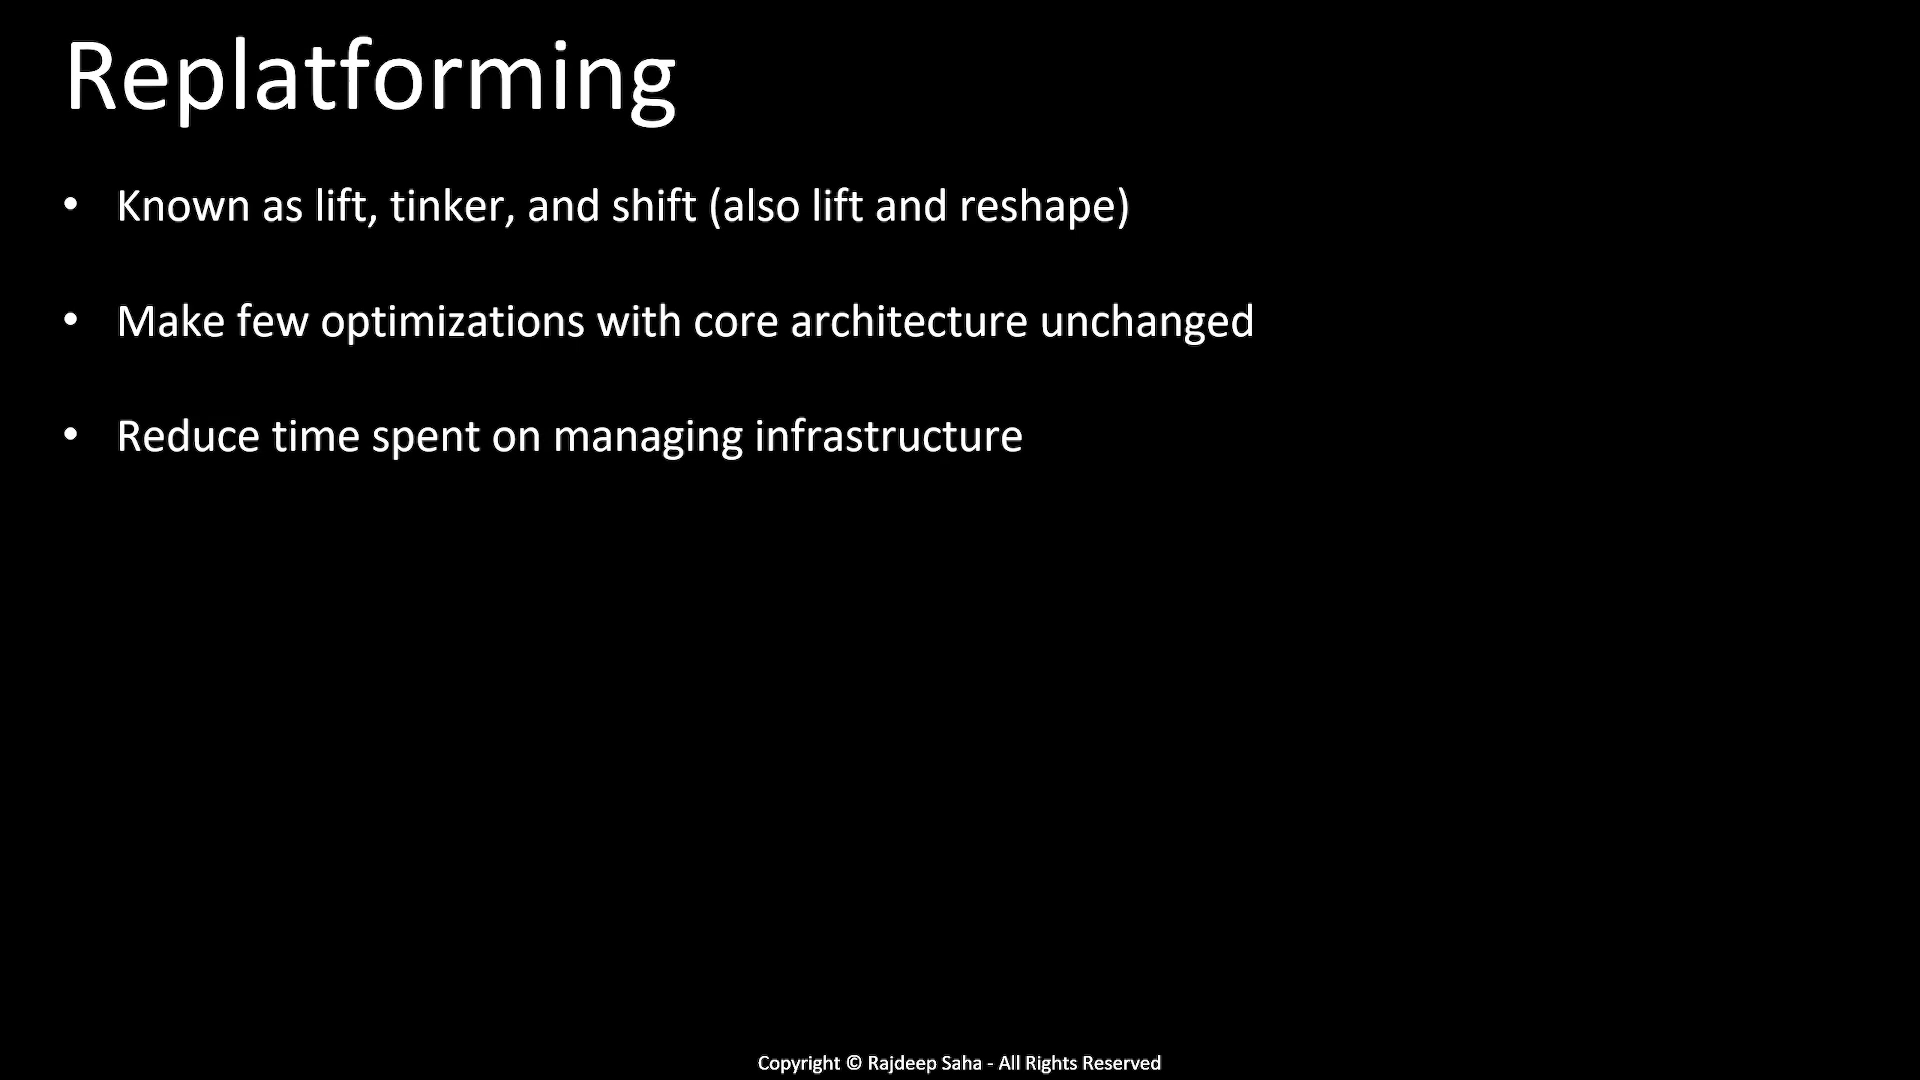 Replatforming
• Known as lift, tinker, and shift (also lift and reshape)
• Make few optimizations with core architecture unchanged
• Reduce time spent on managing infrastructure
Copyright © Rajdeep Saha - All Rights Reserved